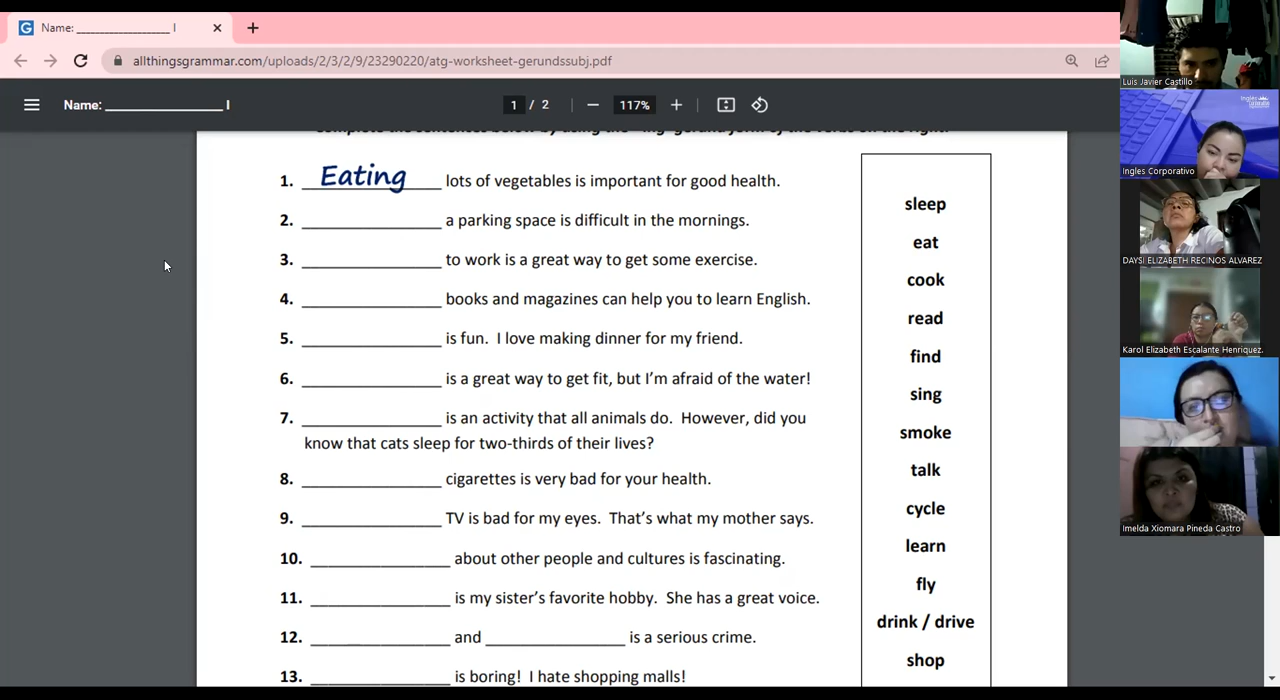 Name: ____________________ I
allthingsgrammar.com/uploads/2/3/2/9/23290220/atg-worksheet-gerundssubj.pdf
Name: ____________________ I
1 / 2
117%
1. Eating lots of vegetables is important for good health.
2. ________________ a parking space is difficult in the mornings.
3. ________________ to work is a great way to get some exercise.
4. ________________ books and magazines can help you to learn English.
5. ________________ is fun. I love making dinner for my friend.
6. ________________ is a great way to get fit, but I'm afraid of the water!
7. ________________ is an activity that all animals do. However, did you
know that cats sleep for two-thirds of their lives?
8. ________________ cigarettes is very bad for your health.
9. ________________ TV is bad for my eyes. That's what my mother says.
10. ________________ about other people and cultures is fascinating.
11. ________________ is my sister's favorite hobby. She has a great voice.
12. ________________ and ________________ is a serious crime.
13. ________________ is boring! I hate shopping malls!
sleep
eat
cook
read
find
sing
smoke
talk
cycle
learn
fly
drink / drive
shop
Luis Javier Castillo
Ingles Corporativo
DAYSI ELIZABETH RECINOS ALVAREZ
Karol Elizabeth Escalante Henriquez.
Imelda Xiomara Pineda Castro